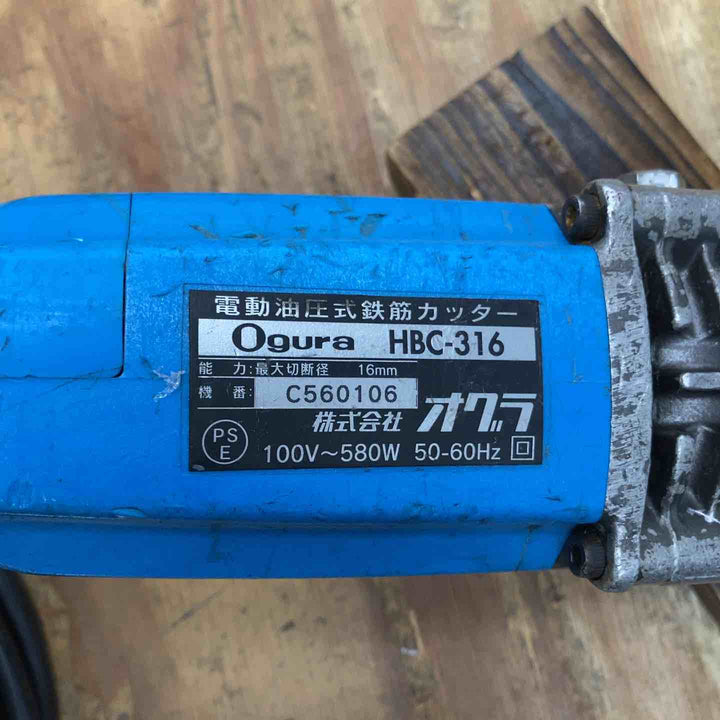 電動油圧式鉄筋カッター
Ogura HBC-316
能力:最大切断径 16mm
機番: C560106
株式会社 オグラ
PS E 100V～580W 50-60Hz